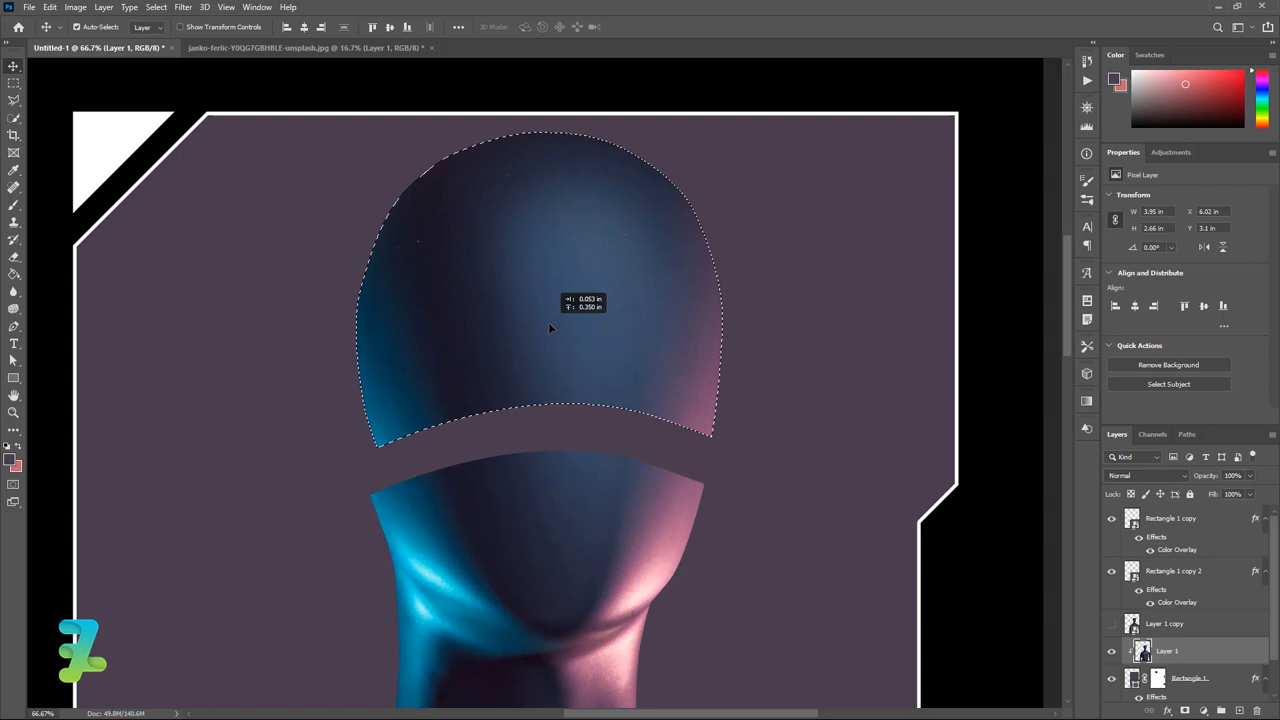 File Edit Image Layer Type Select Filter 3D View Window Help
Auto-Select: Layer Show Transform Controls 3D Mode:
Untitled-1 @ 66.7% (Layer 1, RGB/8) * × janko-ferlic-Y0QG7GBHBLE-unsplash.jpg @ 16.7% (Layer 1, RGB/8) * ×
Color Swatches
Properties Adjustments
Pixel Layer
Transform
W 3.95 in X 6.02 in
H 2.66 in Y 3.1 in
0.00°
Align and Distribute
Align:
Quick Actions
Remove Background
Select Subject
0.053 in
0.350 in
Layers Channels Paths
Kind
Normal Opacity: 100%
Lock: Fill: 100%
Rectangle 1 copy fx
Effects
Color Overlay
Rectangle 1 copy 2 fx
Effects
Color Overlay
Layer 1 copy
Layer 1
Rectangle 1
Effects
66.67% Doc: 49.8M/140.6M